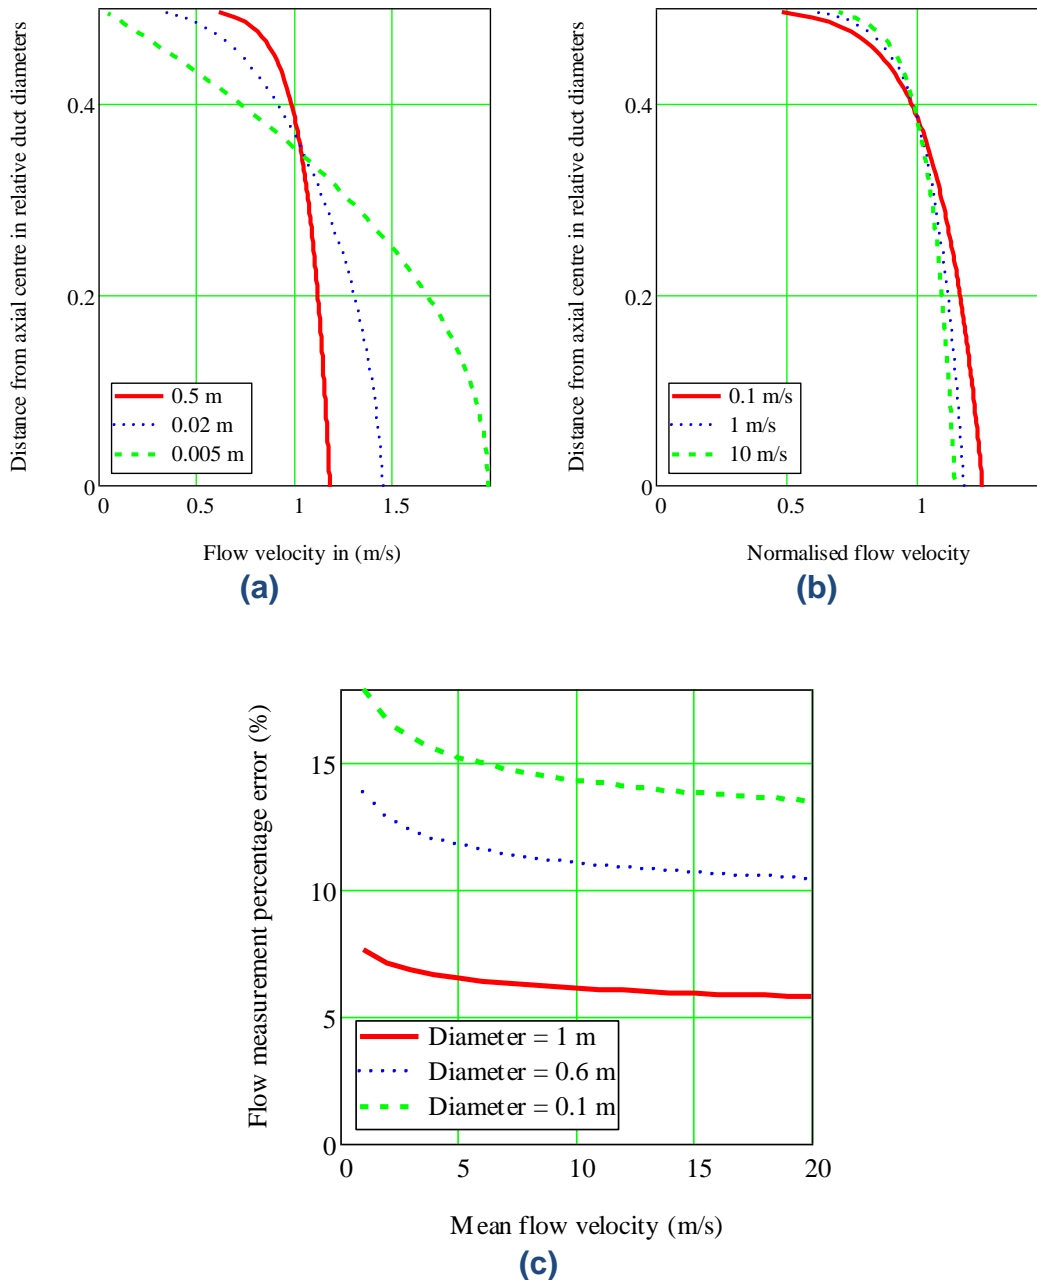 Distance from axial centre in relative duct diameters
0.4
0.2
0
0.5 m
0.02 m
0.005 m
0 0.5 1 1.5
Flow velocity in (m/s)
(a)
Distance from axial centre in relative duct diameters
0.4
0.2
0
0.1 m/s
1 m/s
10 m/s
0 0.5 1
Normalised flow velocity
(b)
Flow measurement percentage error (%)
15
10
5
0
Diameter = 1 m
Diameter = 0.6 m
Diameter = 0.1 m
0 5 10 15 20
Mean flow velocity (m/s)
(c)